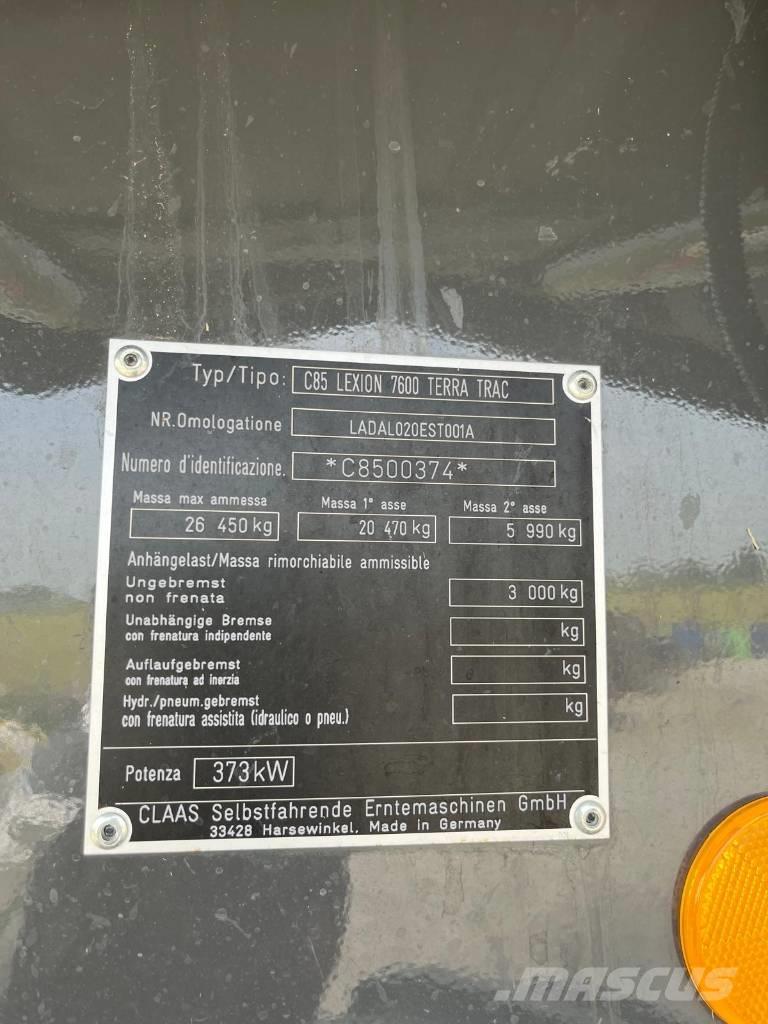 Typ/Tipo: C85 LEXION 7600 TERRA TRAC
NR.Omologatione LADAL020EST001A
Numero d'identificazione. *C8500374*
Massa max ammessa Massa 1° asse Massa 2° asse
26 450 kg 20 470 kg 5 990 kg
Anhängelast/Massa rimorchiabile ammissible
Ungebremst
non frenata 3 000 kg
Unabhängige Bremse
con frenatura indipendente kg
Auflaufgebremst
con frenatura ad inerzia kg
Hydr./pneum.gebremst
con frenatura assistita (idraulico o pneu.) kg
Potenza 373kW
CLAAS Selbstfahrende Erntemaschinen GmbH
33428 Harsewinkel, Made in Germany
MASCUS